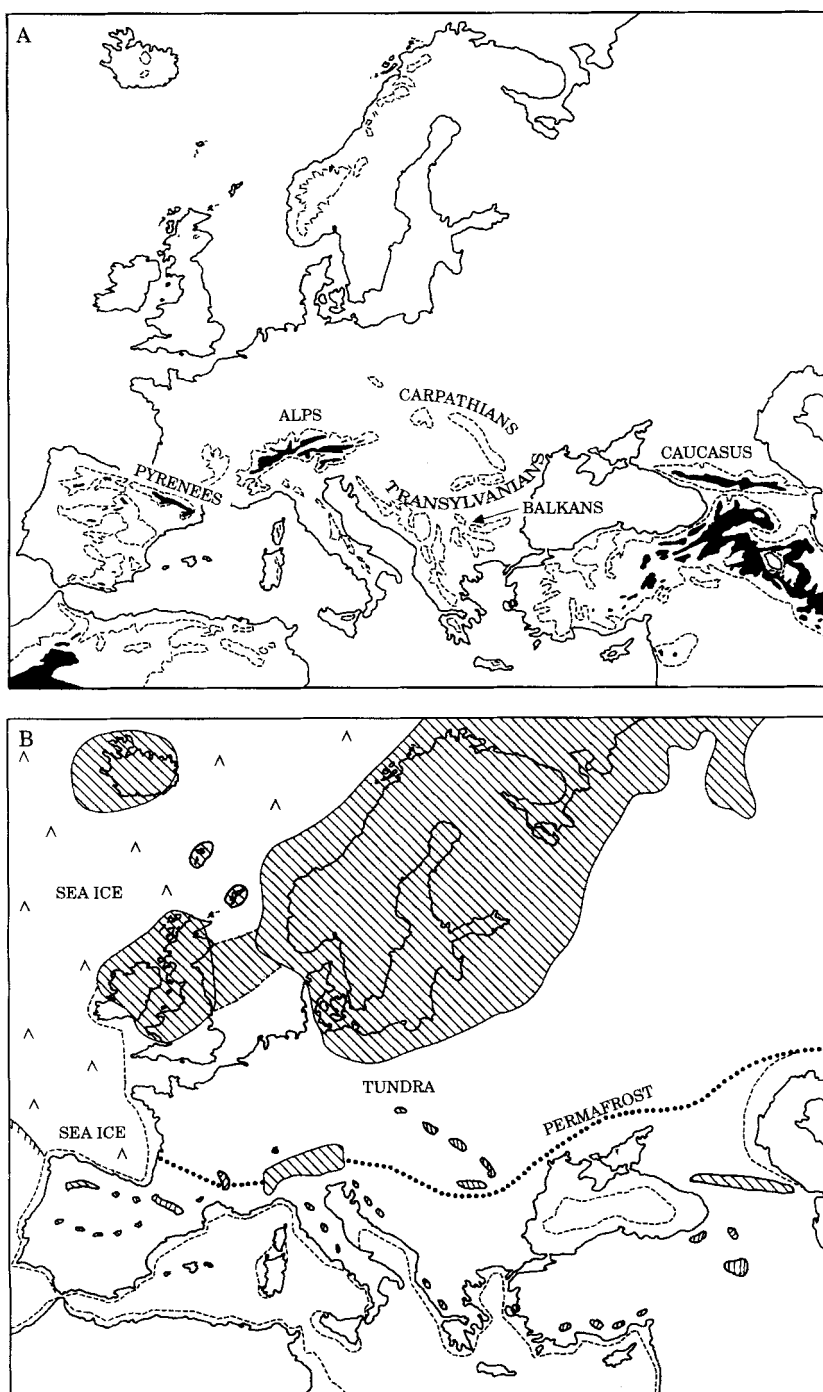 A
CARPATHIANS
ALPS
CAUCASUS
PYRENEES
TRANSYLVANIANS
BALKANS
B
SEA ICE
TUNDRA
PERMAFROST
SEA ICE